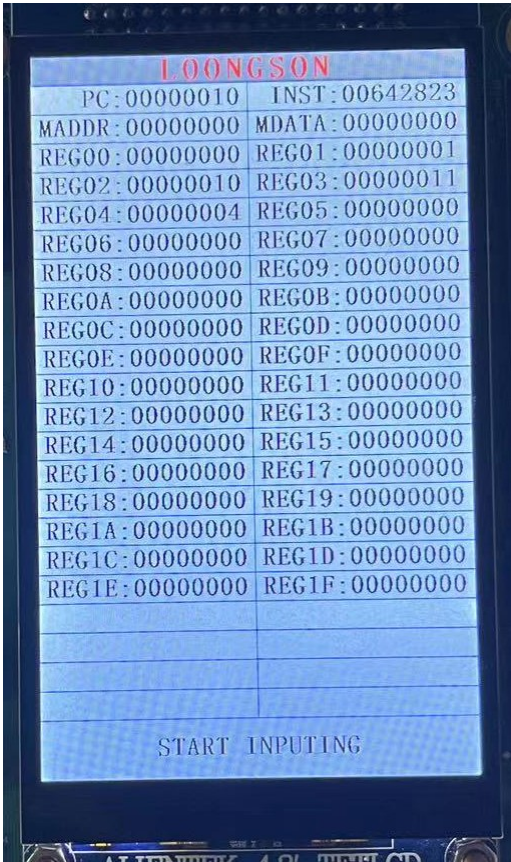 LOONGSON
PC:00000010 INST:00642823
MADDR:00000000 MDATA:00000000
REG00:00000000 REG01:00000001
REG02:00000010 REG03:00000011
REG04:00000004 REG05:00000000
REG06:00000000 REG07:00000000
REG08:00000000 REG09:00000000
REG0A:00000000 REG0B:00000000
REG0C:00000000 REG0D:00000000
REG0E:00000000 REG0F:00000000
REG10:00000000 REG11:00000000
REG12:00000000 REG13:00000000
REG14:00000000 REG15:00000000
REG16:00000000 REG17:00000000
REG18:00000000 REG19:00000000
REG1A:00000000 REG1B:00000000
REG1C:00000000 REG1D:00000000
REG1E:00000000 REG1F:00000000
START INPUTING